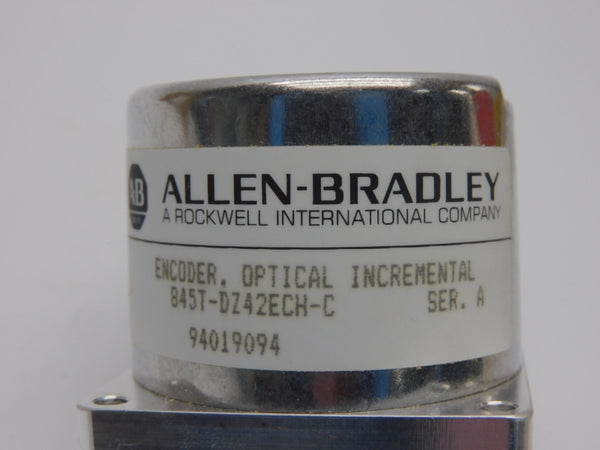 AB ALLEN-BRADLEY
A ROCKWELL INTERNATIONAL COMPANY
ENCODER, OPTICAL INCREMENTAL
845T-DZ42ECH-C SER. A
94019094